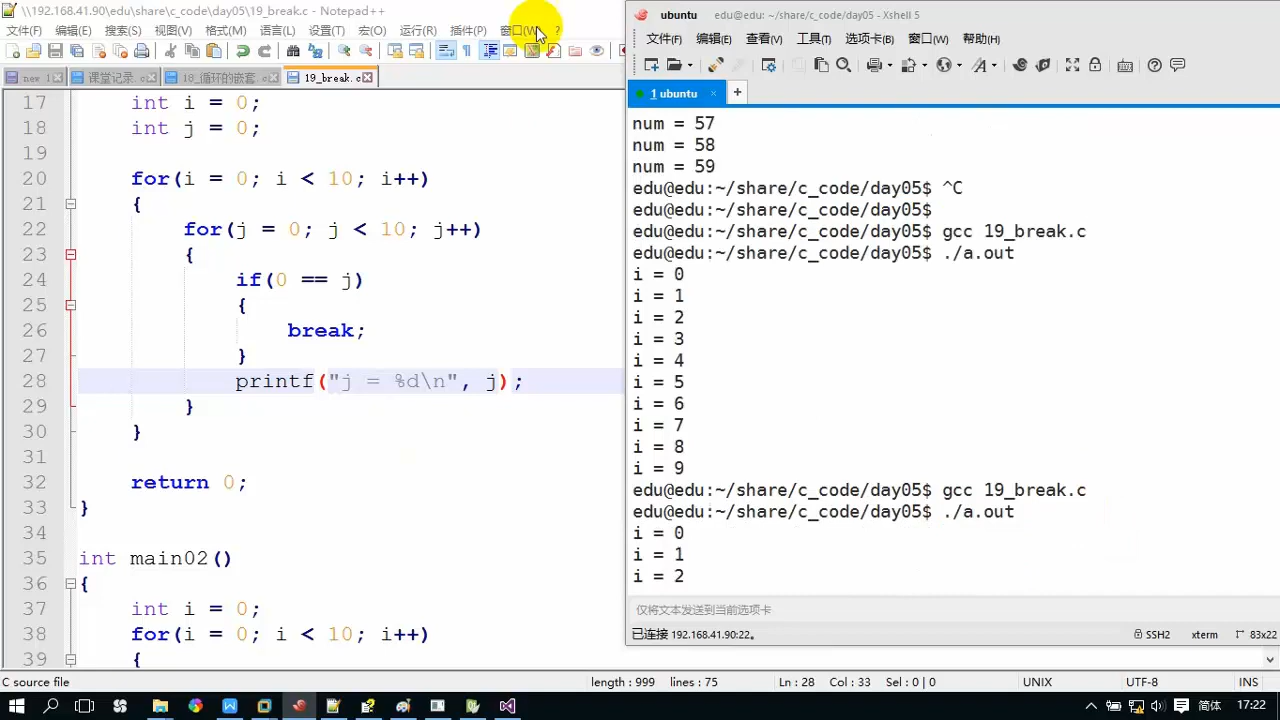 \\192.168.41.90\edu\share\c_code\day05\19_break.c - Notepad++
文件(F) 编辑(E) 搜索(S) 视图(V) 格式(M) 语言(L) 设置(T) 宏(O) 运行(R) 插件(P) 窗口(W) ?
new 1 课堂记录.c 18_循环的嵌套.c 19_break.c
17 int i = 0;
18 int j = 0;
19
20 for(i = 0; i < 10; i++)
21 {
22 for(j = 0; j < 10; j++)
23 {
24 if(0 == j)
25 {
26 break;
27 }
28 printf("j = %d\n", j);
29 }
30 }
31
32 return 0;
33 }
34
35 int main02()
36 {
37 int i = 0;
38 for(i = 0; i < 10; i++)
39 {
C source file length : 999 lines : 75 Ln : 28 Col : 33 Sel : 0 | 0 UNIX UTF-8 INS
ubuntu edu@edu: ~/share/c_code/day05 - Xshell 5
文件(F) 编辑(E) 查看(V) 工具(T) 选项卡(B) 窗口(W) 帮助(H)
1 ubuntu × +
num = 57
num = 58
num = 59
edu@edu:~/share/c_code/day05$ ^C
edu@edu:~/share/c_code/day05$
edu@edu:~/share/c_code/day05$ gcc 19_break.c
edu@edu:~/share/c_code/day05$ ./a.out
i = 0
i = 1
i = 2
i = 3
i = 4
i = 5
i = 6
i = 7
i = 8
i = 9
edu@edu:~/share/c_code/day05$ gcc 19_break.c
edu@edu:~/share/c_code/day05$ ./a.out
i = 0
i = 1
i = 2
仅将文本发送到当前选项卡
已连接 192.168.41.90:22。 SSH2 xterm 83x22
简体 17:22